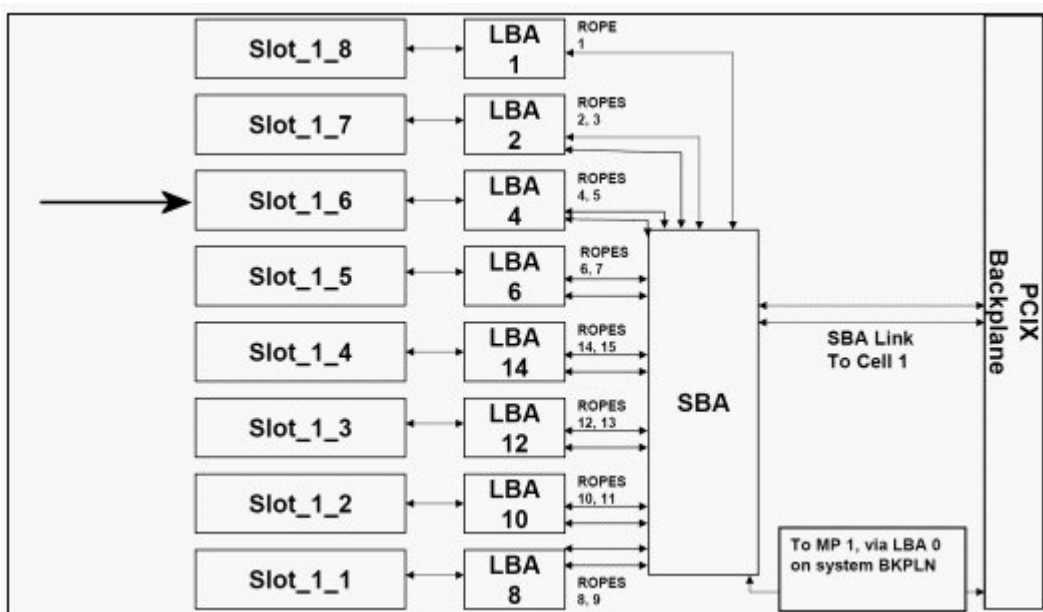 Slot_1_8
LBA
1
ROPE
1
Slot_1_7
LBA
2
ROPES
2, 3
Slot_1_6
LBA
4
ROPES
4, 5
Slot_1_5
LBA
6
ROPES
6, 7
Slot_1_4
LBA
14
ROPES
14, 15
Slot_1_3
LBA
12
ROPES
12, 13
Slot_1_2
LBA
10
ROPES
10, 11
Slot_1_1
LBA
8
ROPES
8, 9
SBA
SBA Link
To Cell 1
To MP 1, via LBA 0
on system BKPLN
PCIX
Backplane